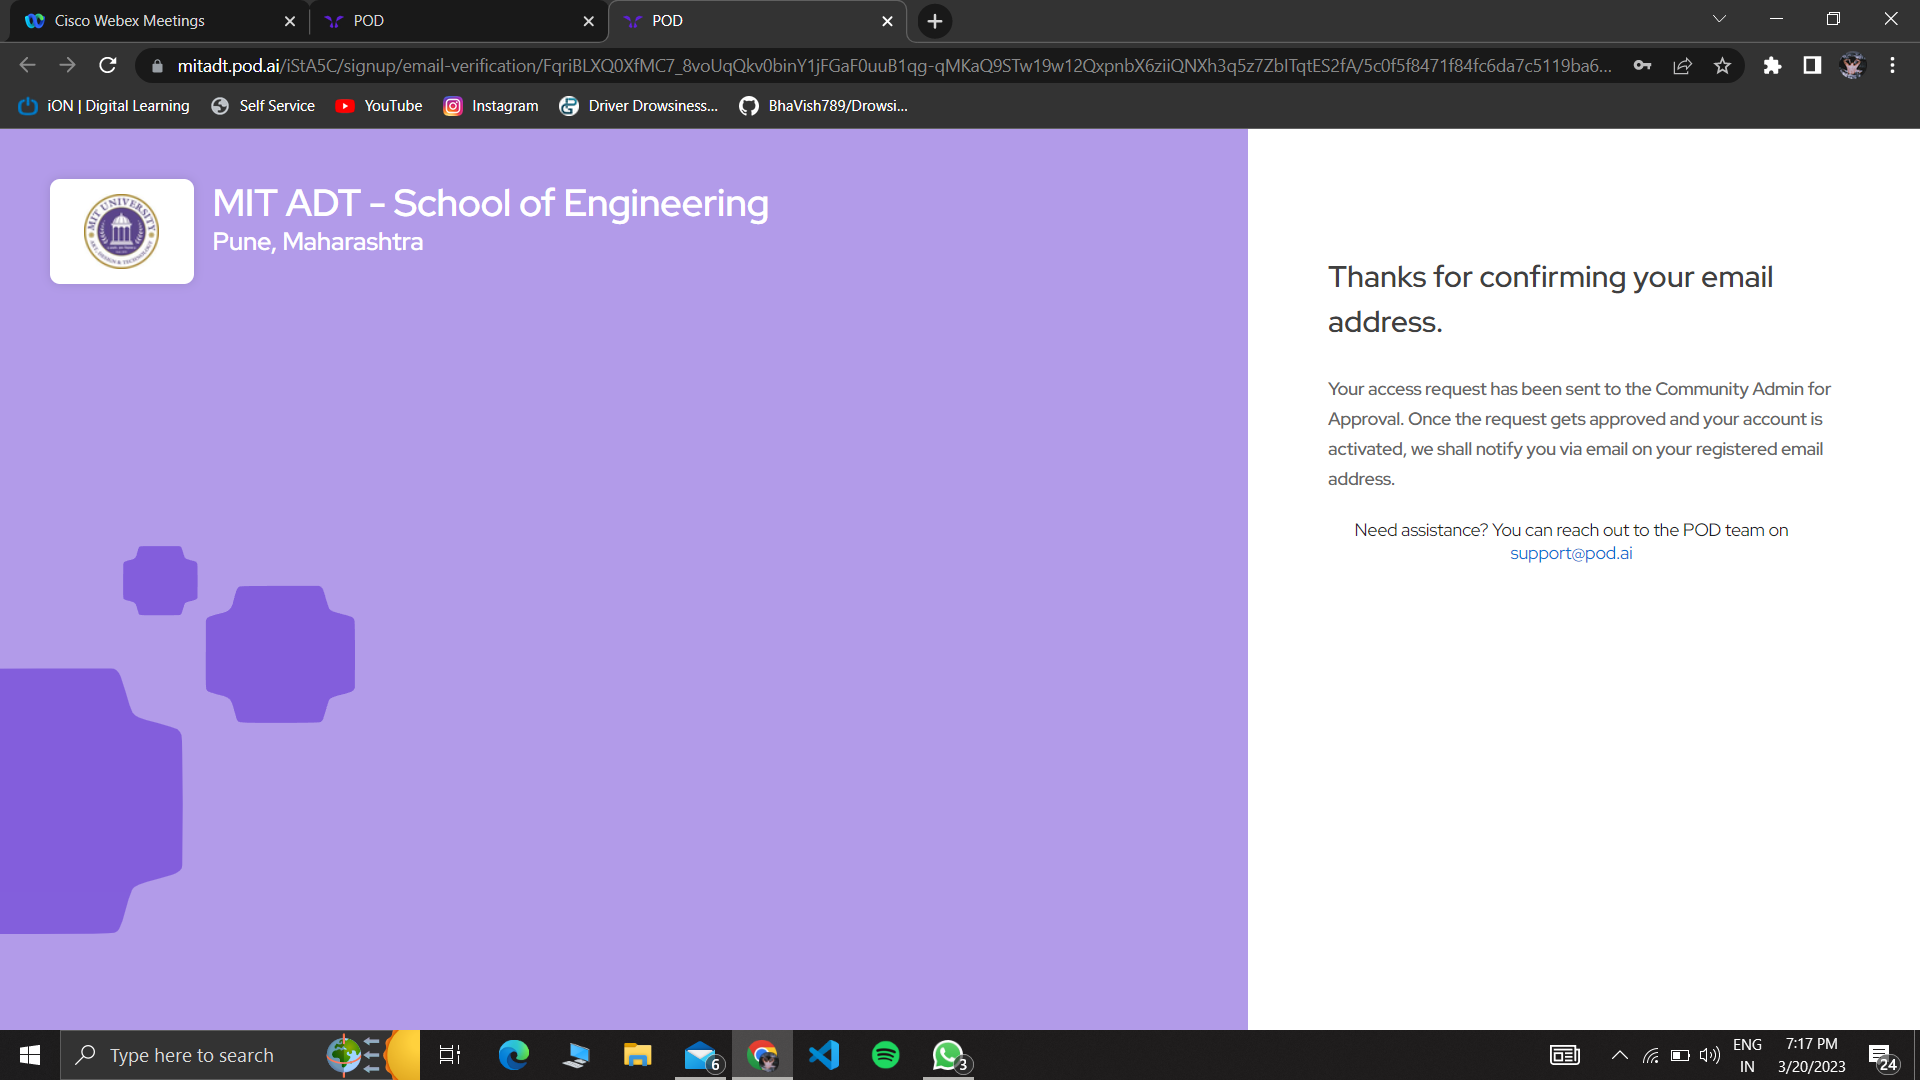 Cisco Webex Meetings
POD
POD
mitadt.pod.ai/iStA5C/signup/email-verification/FqriBLXQ0XfMC7_8voUqQkv0binY1jFGaF0uuB1qg-qMKaQ9STw19w12QxpnbX6ziiQNXh3q5z7ZbITqtES2fA/5c0f5f8471f84fc6da7c5119ba6...
iON | Digital Learning
Self Service
YouTube
Instagram
Driver Drowsiness...
BhaVish789/Drowsi...
MIT UNIVERSITY
MIT ADT - School of Engineering
Pune, Maharashtra
Thanks for confirming your email
address.
Your access request has been sent to the Community Admin for
Approval. Once the request gets approved and your account is
activated, we shall notify you via email on your registered email
address.
Need assistance? You can reach out to the POD team on
support@pod.ai
Type here to search
6
3
ENG
IN
7:17 PM
3/20/2023
24